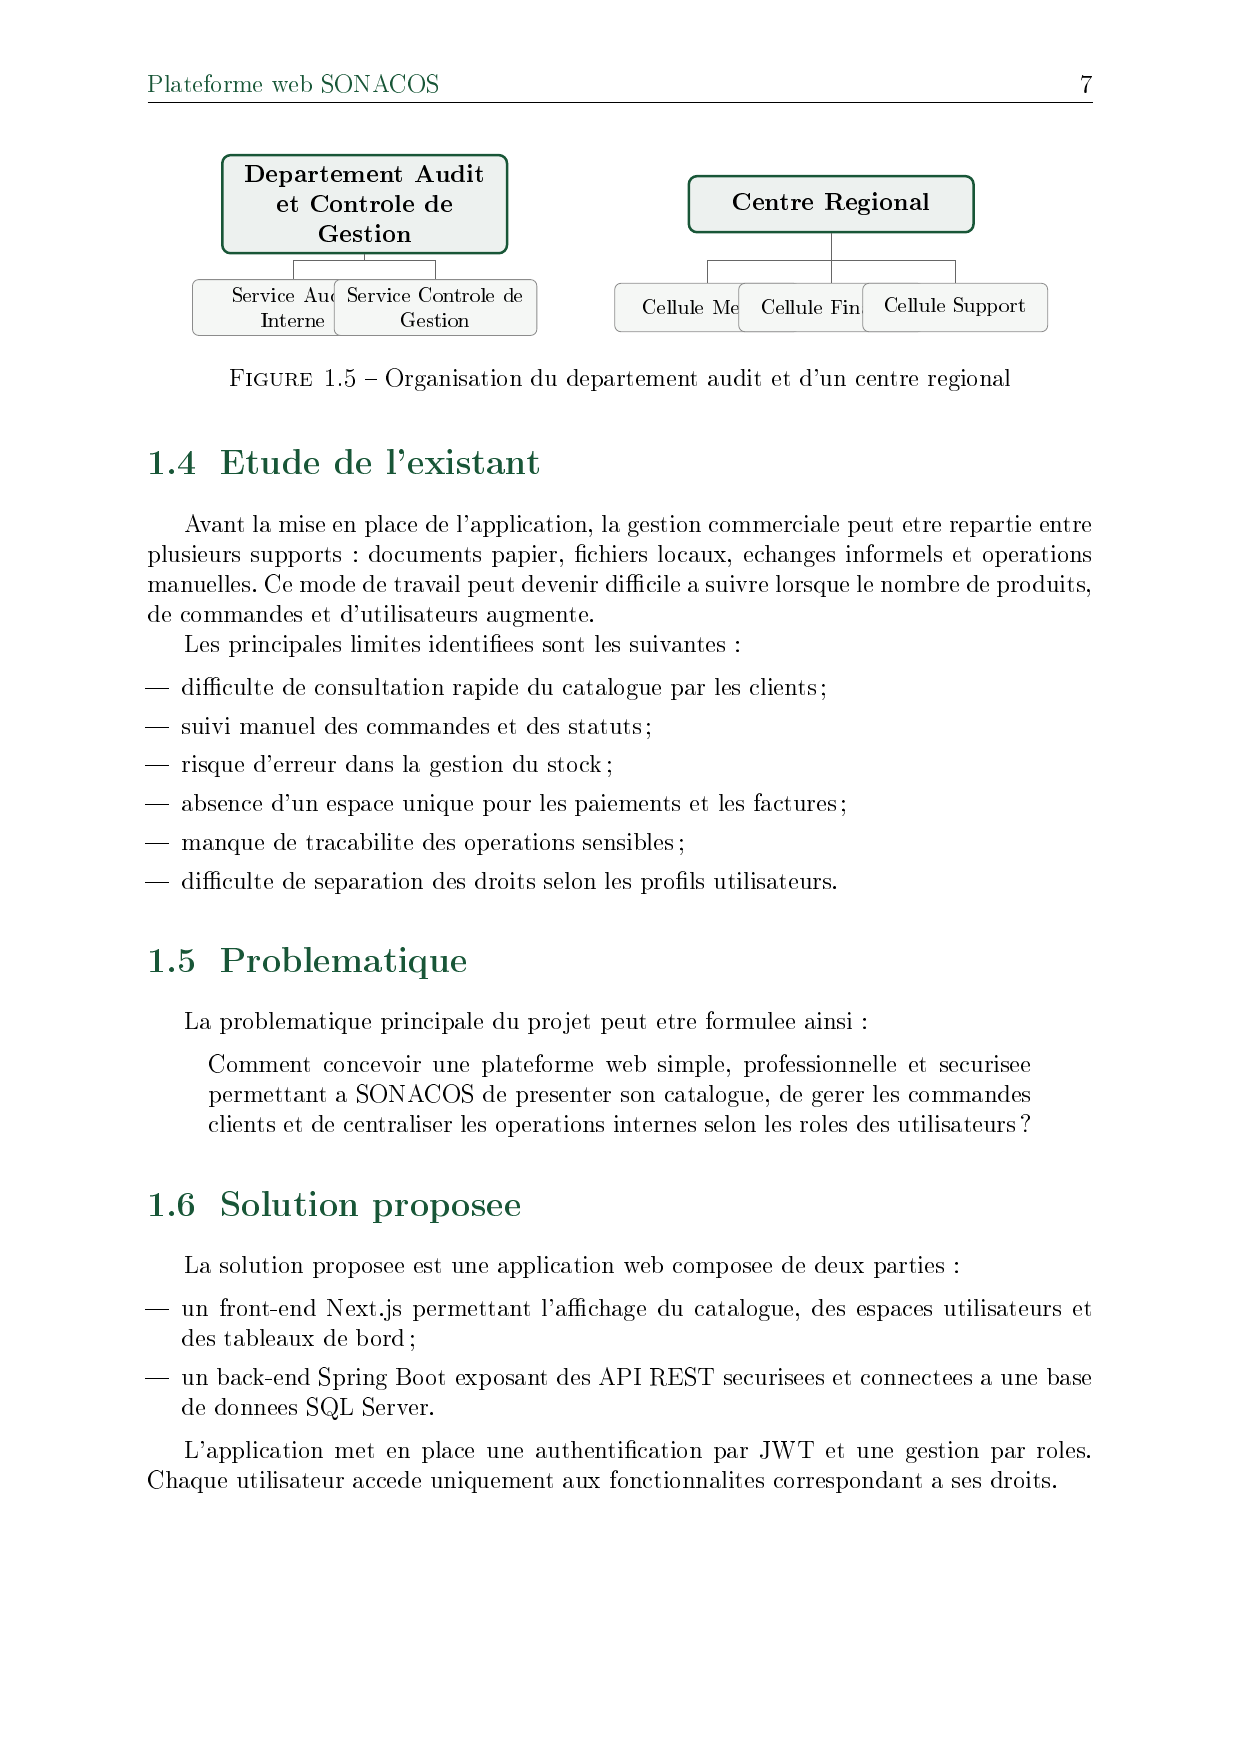 Plateforme web SONACOS 7
Departement Audit
et Controle de
Gestion
Centre Regional
Service
Interne
Service Controle de
Gestion
Cellule
Cellule
Cellule Support
FIGURE 1.5 – Organisation du departement audit et d'un centre regional
1.4 Etude de l'existant
Avant la mise en place de l'application, la gestion commerciale peut etre repartie entre
plusieurs supports : documents papier, fichiers locaux, echanges informels et operations
manuelles. Ce mode de travail peut devenir difficile a suivre lorsque le nombre de produits,
de commandes et d'utilisateurs augmente.
Les principales limites identifiees sont les suivantes :
— difficulte de consultation rapide du catalogue par les clients ;
— suivi manuel des commandes et des statuts ;
— risque d'erreur dans la gestion du stock ;
— absence d'un espace unique pour les paiements et les factures ;
— manque de tracabilite des operations sensibles ;
— difficulte de separation des droits selon les profils utilisateurs.
1.5 Problematique
La problematique principale du projet peut etre formulee ainsi :
Comment concevoir une plateforme web simple, professionnelle et securisee
permettant a SONACOS de presenter son catalogue, de gerer les commandes
clients et de centraliser les operations internes selon les roles des utilisateurs ?
1.6 Solution proposee
La solution proposee est une application web composee de deux parties :
— un front-end Next.js permettant l'affichage du catalogue, des espaces utilisateurs et
des tableaux de bord ;
— un back-end Spring Boot exposant des API REST securisees et connectees a une base
de donnees SQL Server.
L'application met en place une authentification par JWT et une gestion par roles.
Chaque utilisateur accede uniquement aux fonctionnalites correspondant a ses droits.